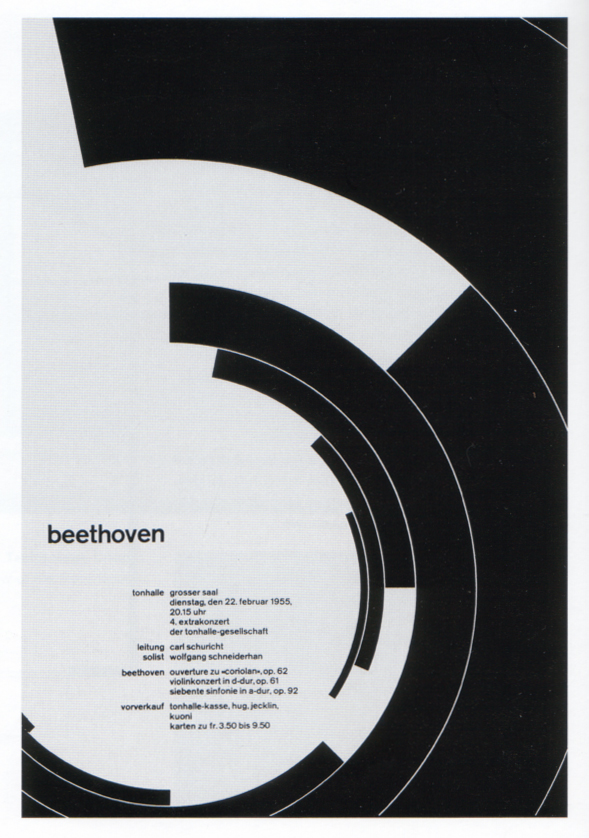 beethoven
tonhalle grosser saal
dienstag, den 22. februar 1955,
20.15 uhr
4. extrakonzert
der tonhalle-gesellschaft
leitung carl schuricht
solist wolfgang schneiderhan
beethoven ouverture zu «coriolan», op. 62
violinkonzert in d-dur, op. 61
siebente sinfonie in a-dur, op. 92
vorverkauf tonhalle-kasse, hug, jecklin,
kuoni
karten zu fr. 3.50 bis 9.50